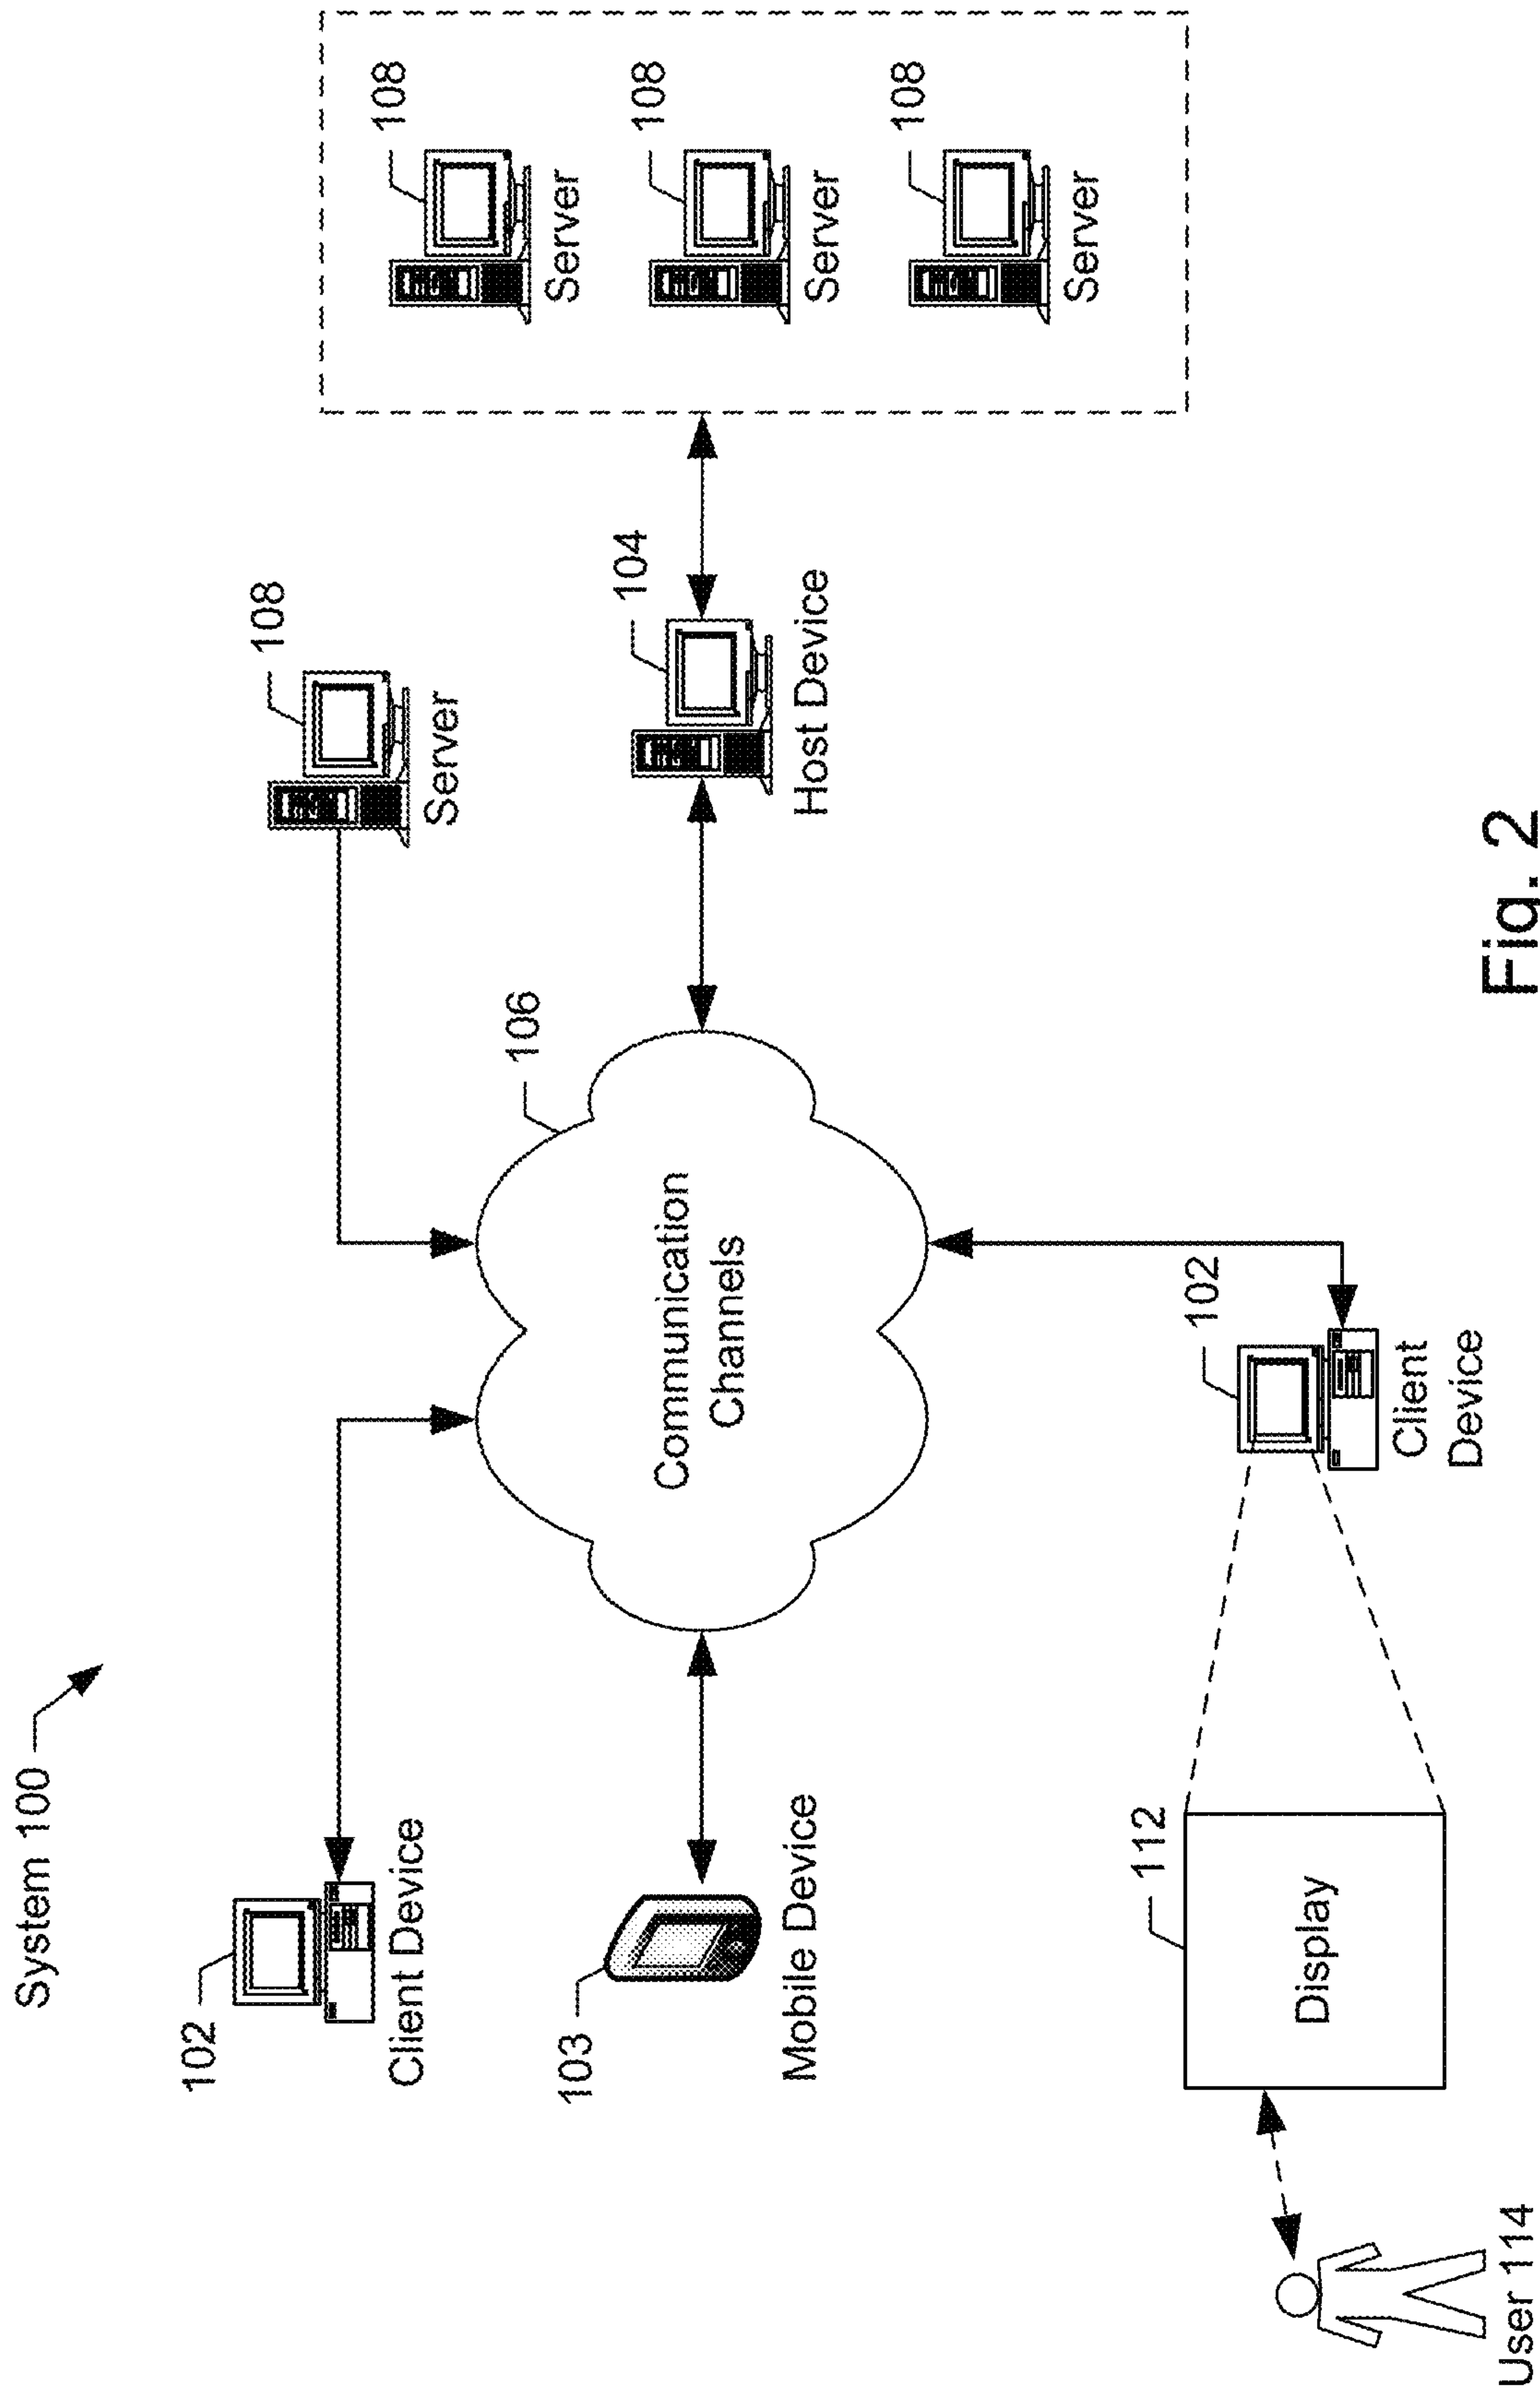 System 100
102
Client Device
108
Server
108
Server
103
Mobile Device
106
Communication
Channels
104
Host Device
108
Server
108
Server
112
Display
102
Client
Device
User 114
Fig. 2